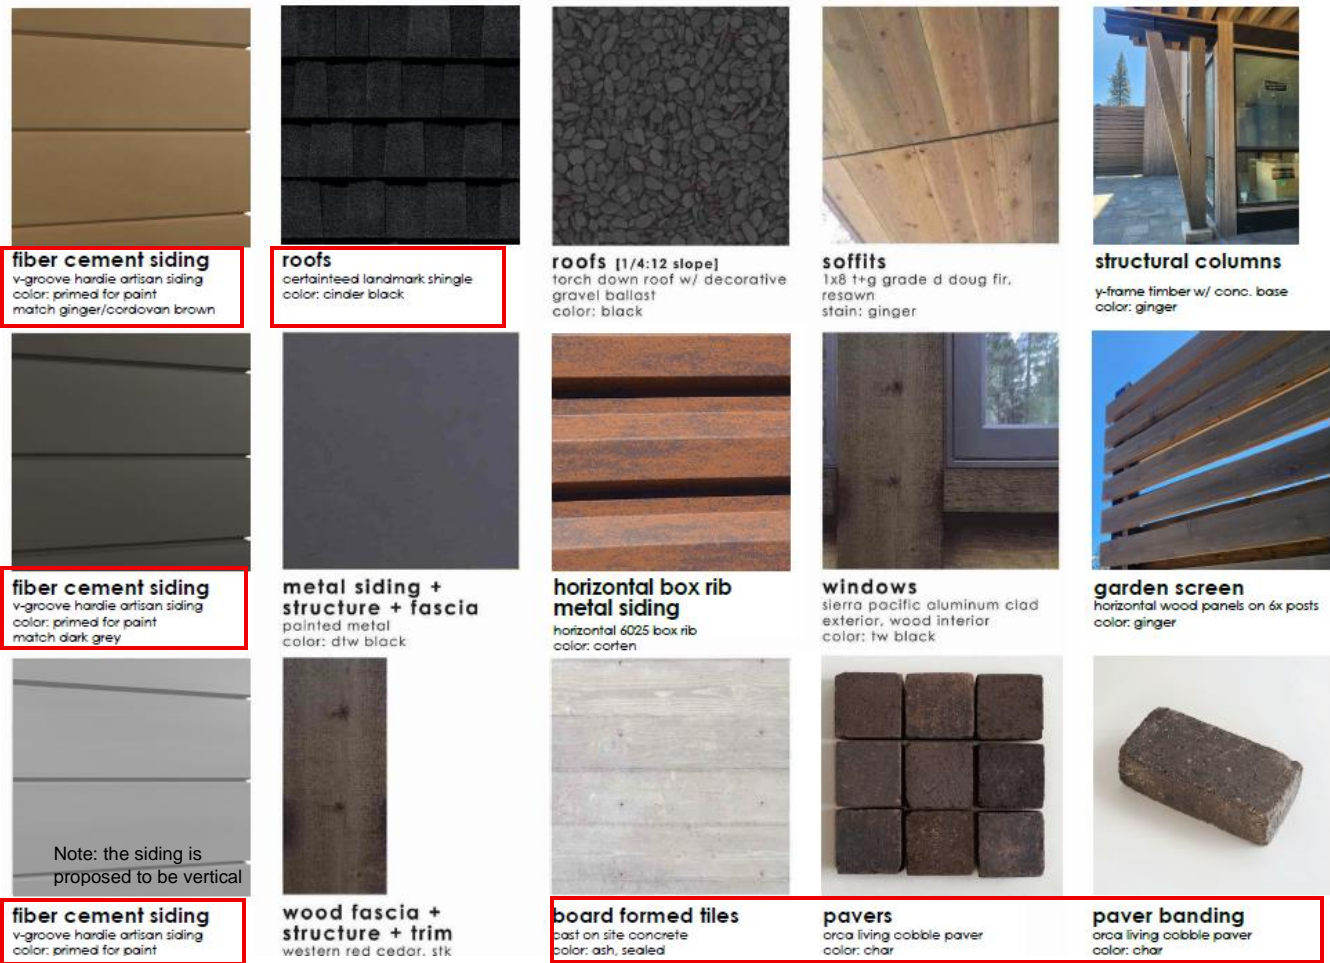 fiber cement siding
v-groove hardie artisan siding
color: primed for paint
match ginger/cordovan brown
roofs
certainteed landmark shingle
color: cinder black
roofs [1/4:12 slope]
torch down roof w/ decorative
gravel ballast
color: black
soffits
1x8 t+g grade d doug fir,
resawn
stain: ginger
structural columns
y-frame timber w/ conc. base
color: ginger
fiber cement siding
v-groove hardie artisan siding
color: primed for paint
match dark grey
metal siding +
structure + fascia
painted metal
color: dtw black
horizontal box rib
metal siding
horizontal 6025 box rib
color: corten
windows
sierra pacific aluminum clad
exterior, wood interior
color: tw black
garden screen
horizontal wood panels on 6x posts
color: ginger
Note: the siding is
proposed to be vertical
fiber cement siding
v-groove hardie artisan siding
color: primed for paint
wood fascia +
structure + trim
western red cedar, stk
board formed tiles
cast on site concrete
color: ash, sealed
pavers
orca living cobble paver
color: char
paver banding
orca living cobble paver
color: char